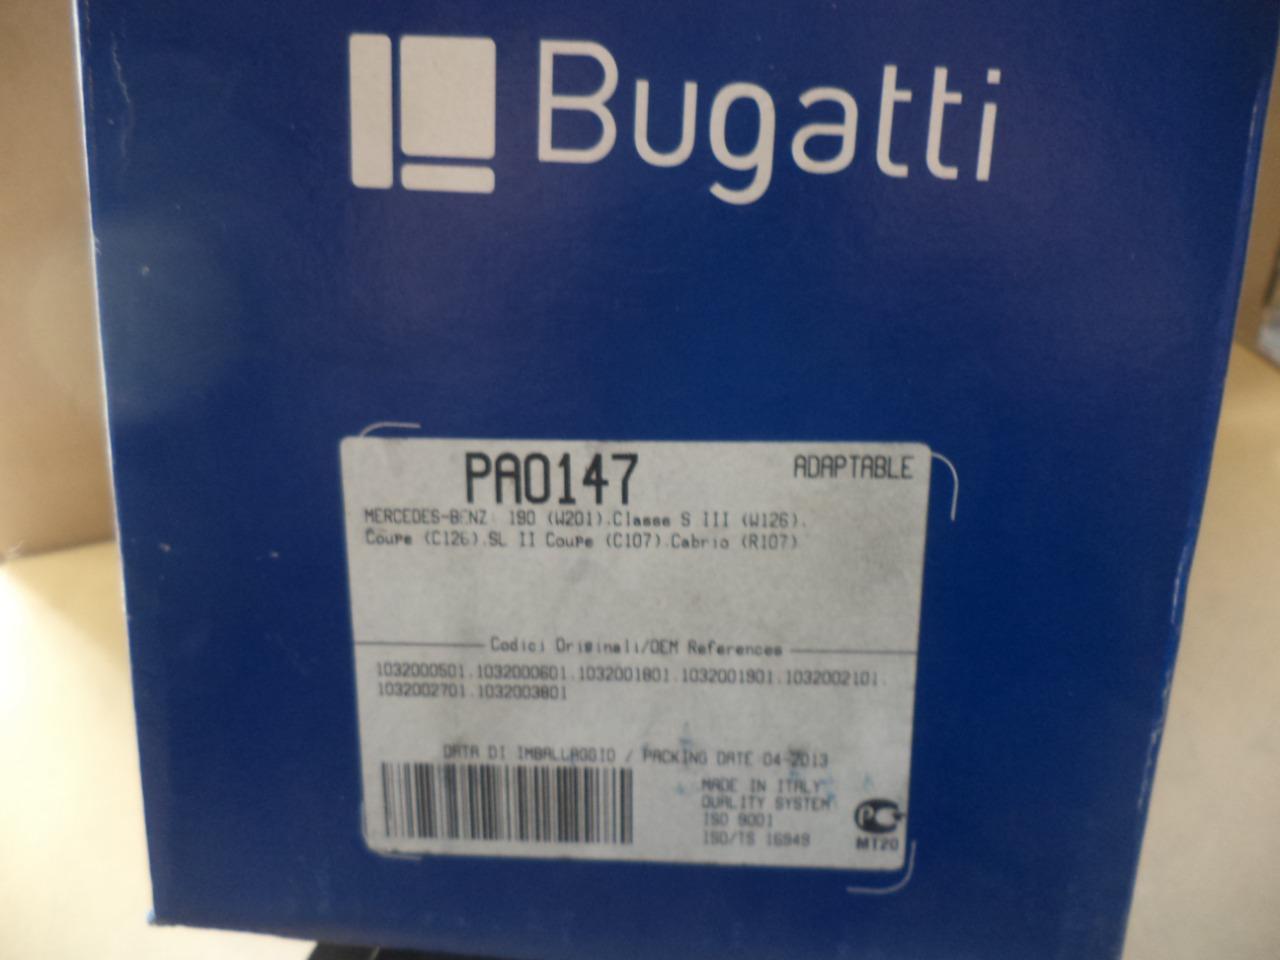 Bugatti
PA0147
ADAPTABLE
MERCEDES-BENZ 190 (W201).Classe S III (W126).
Coupe (C126).SL II Coupe (C107).Cabrio (R107)
Codici Originali/OEM References
1032000501.1032000601.1032001801.1032001901.1032002101.
1032002701.1032003801
DATA DI IMBALLAGGIO / PACKING DATE 04-2013
MADE IN ITALY
QUALITY SYSTEM
ISO 9001
ISO/TS 16949
MT20